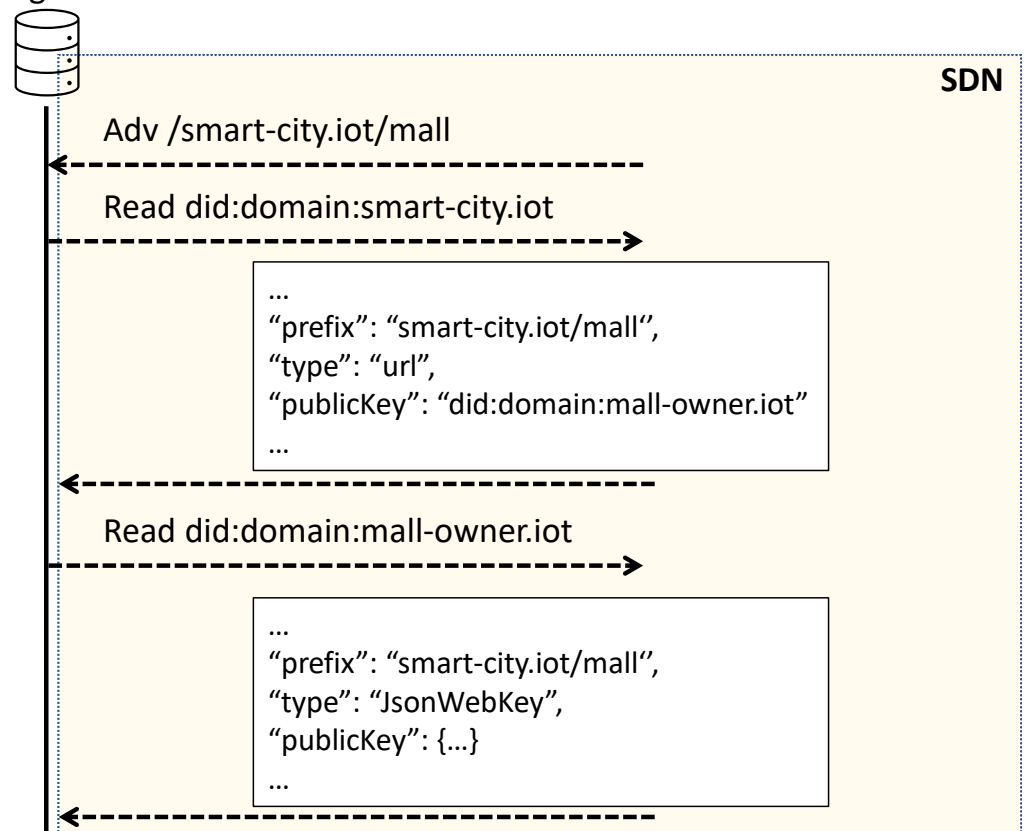 SDN
Adv /smart-city.iot/mall
Read did:domain:smart-city.iot
...
“prefix”: “smart-city.iot/mall‘’,
“type”: “url”,
“publicKey”: “did:domain:mall-owner.iot”
...
Read did:domain:mall-owner.iot
...
“prefix”: “smart-city.iot/mall‘’,
“type”: “JsonWebKey”,
“publicKey”: {...}
...